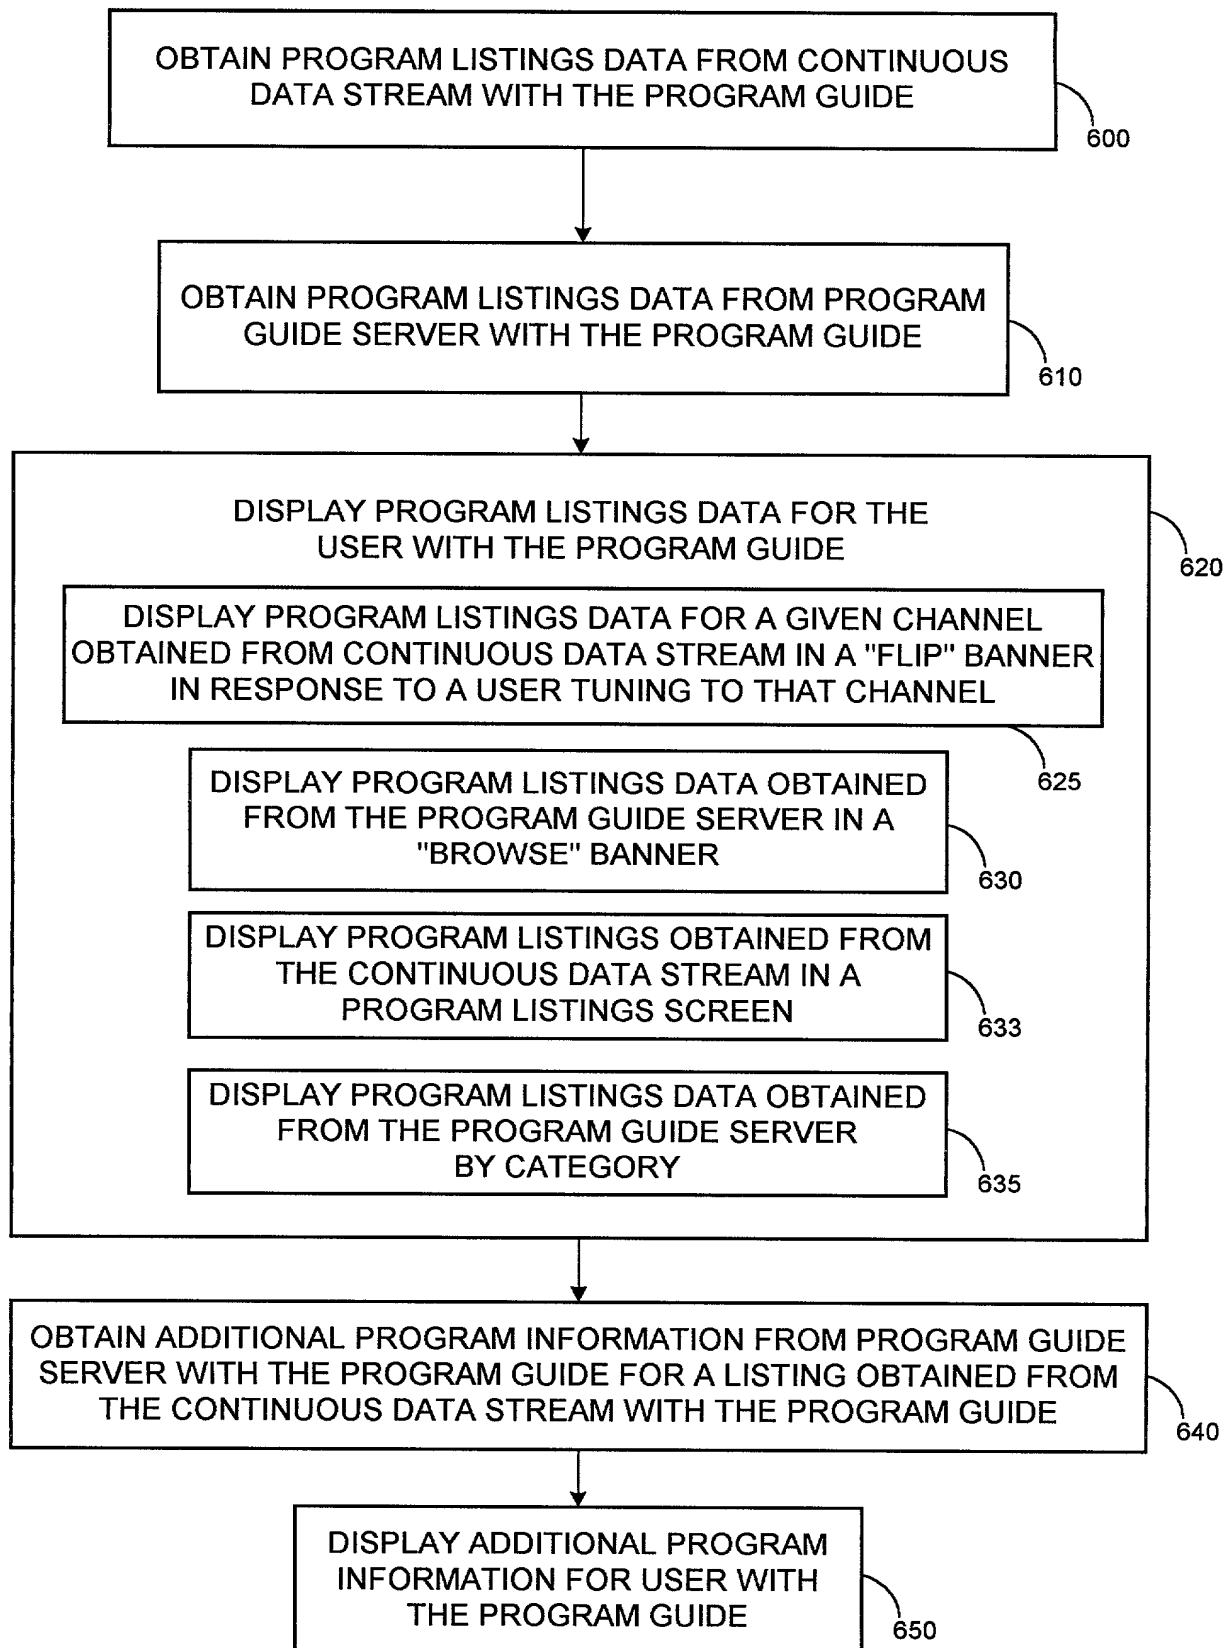 OBTAIN PROGRAM LISTINGS DATA FROM CONTINUOUS
DATA STREAM WITH THE PROGRAM GUIDE
600
OBTAIN PROGRAM LISTINGS DATA FROM PROGRAM
GUIDE SERVER WITH THE PROGRAM GUIDE
610
DISPLAY PROGRAM LISTINGS DATA FOR THE
USER WITH THE PROGRAM GUIDE
620
DISPLAY PROGRAM LISTINGS DATA FOR A GIVEN CHANNEL
OBTAINED FROM CONTINUOUS DATA STREAM IN A "FLIP" BANNER
IN RESPONSE TO A USER TUNING TO THAT CHANNEL
625
DISPLAY PROGRAM LISTINGS DATA OBTAINED
FROM THE PROGRAM GUIDE SERVER IN A
"BROWSE" BANNER
630
DISPLAY PROGRAM LISTINGS OBTAINED FROM
THE CONTINUOUS DATA STREAM IN A
PROGRAM LISTINGS SCREEN
633
DISPLAY PROGRAM LISTINGS DATA OBTAINED
FROM THE PROGRAM GUIDE SERVER
BY CATEGORY
635
OBTAIN ADDITIONAL PROGRAM INFORMATION FROM PROGRAM GUIDE
SERVER WITH THE PROGRAM GUIDE FOR A LISTING OBTAINED FROM
THE CONTINUOUS DATA STREAM WITH THE PROGRAM GUIDE
640
DISPLAY ADDITIONAL PROGRAM
INFORMATION FOR USER WITH
THE PROGRAM GUIDE
650